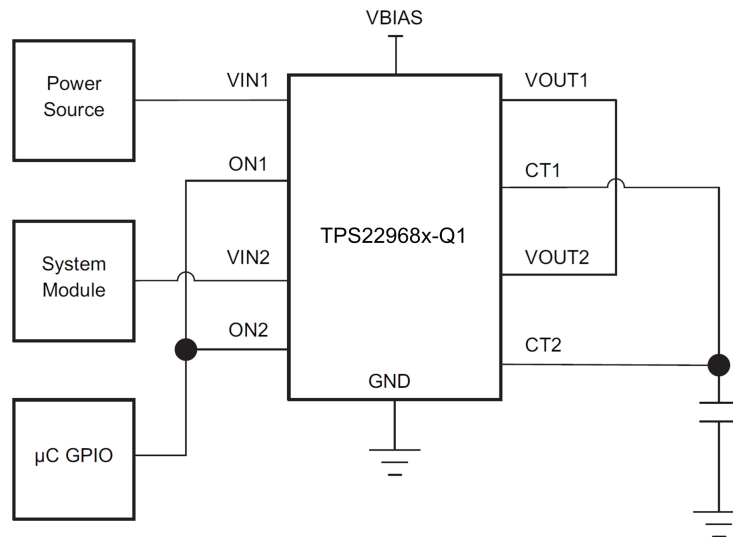 VBIAS
Power
Source
VIN1
VOUT1
ON1
CT1
TPS22968x-Q1
System
Module
VIN2
VOUT2
ON2
CT2
GND
µC GPIO